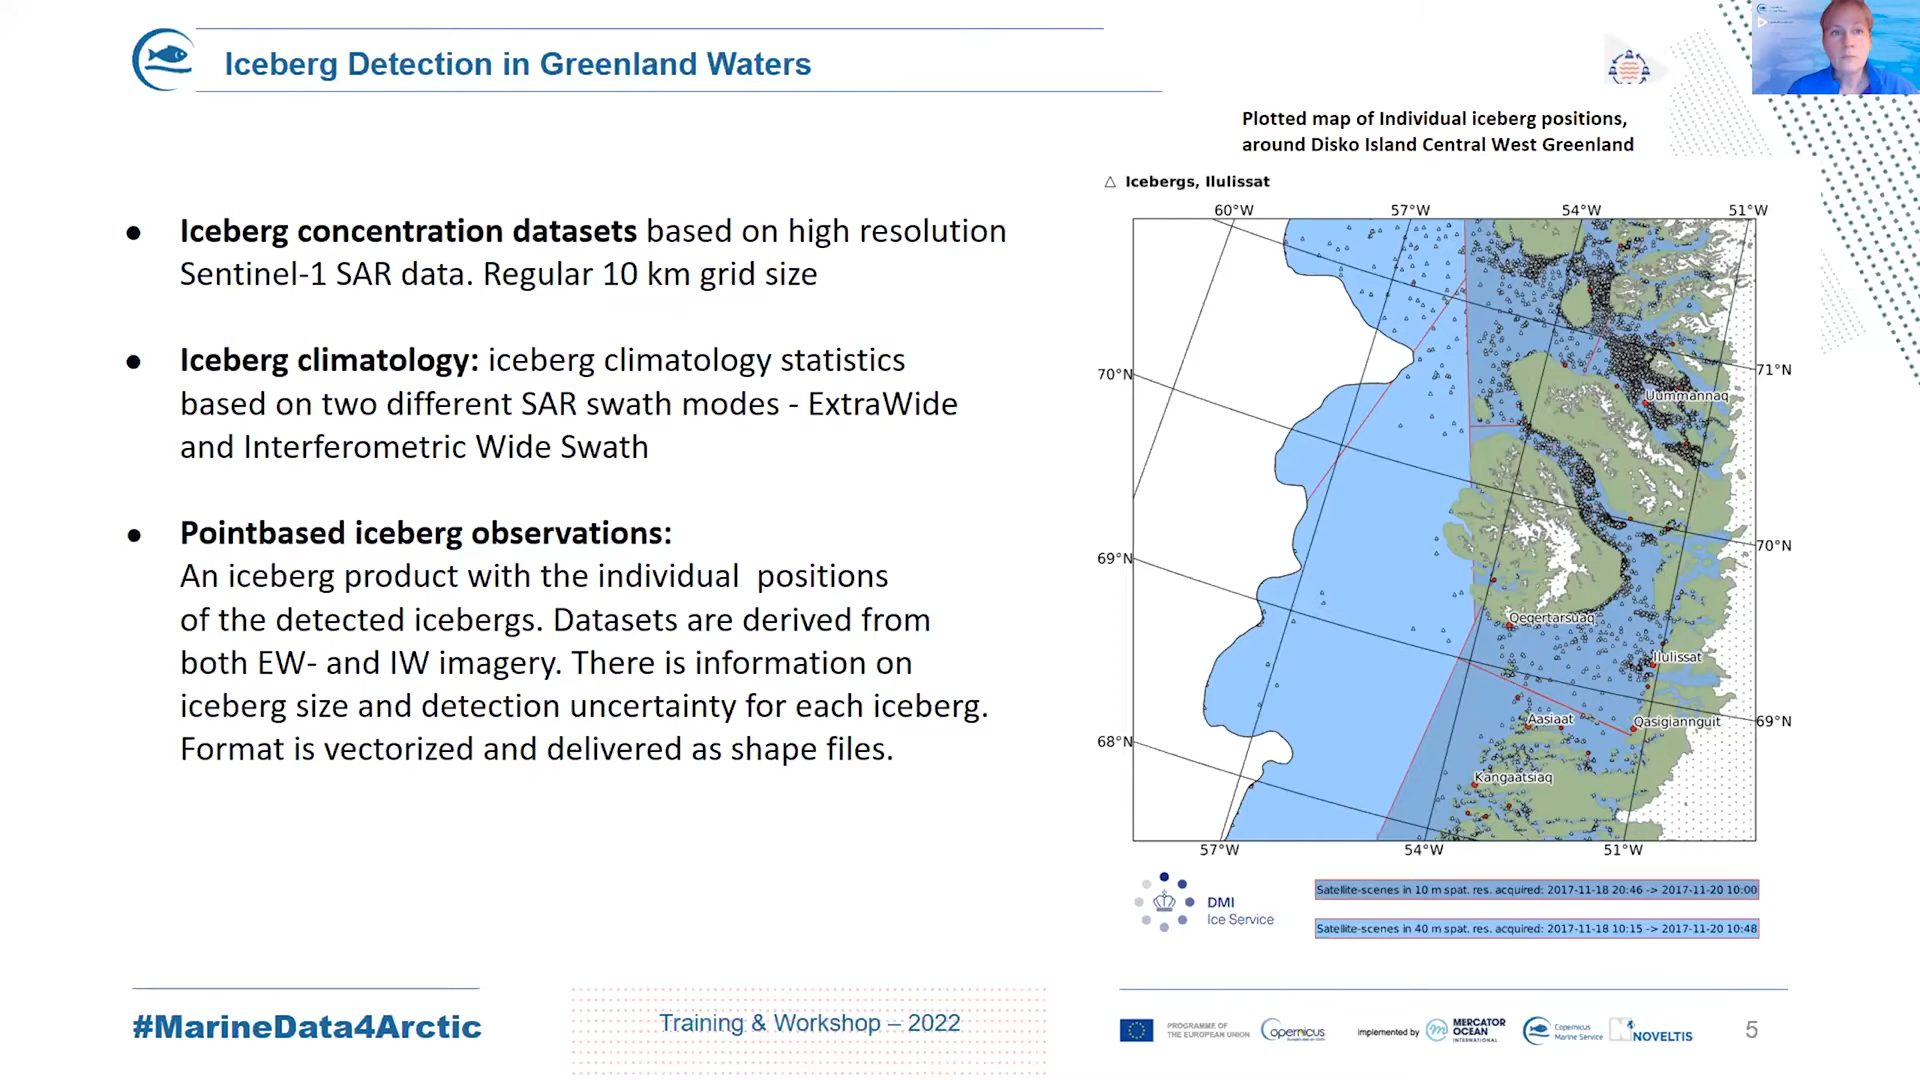 Iceberg Detection in Greenland Waters
Plotted map of Individual iceberg positions,
around Disko Island Central West Greenland
△ Icebergs, Ilulissat
60°W 57°W 54°W 51°W
● Iceberg concentration datasets based on high resolution
Sentinel-1 SAR data. Regular 10 km grid size
● Iceberg climatology: iceberg climatology statistics
based on two different SAR swath modes - ExtraWide
and Interferometric Wide Swath
● Pointbased iceberg observations:
An iceberg product with the individual positions
of the detected icebergs. Datasets are derived from
both EW- and IW imagery. There is information on
iceberg size and detection uncertainty for each iceberg.
Format is vectorized and delivered as shape files.
70°N
71°N
Uummannaq
69°N
70°N
Qeqertarsuaq
Ilulissat
Aasiaat
Qasigiannguit
69°N
68°N
Kangaatsiaq
57°W 54°W 51°W
DMI
Ice Service
Satellite-scenes in 10 m spat. res. acquired: 2017-11-18 20:46 -> 2017-11-20 10:00
Satellite-scenes in 40 m spat. res. acquired: 2017-11-18 10:15 -> 2017-11-20 10:48
#MarineData4Arctic
Training & Workshop – 2022
PROGRAMME OF
THE EUROPEAN UNION
opernicus
implemented by
MERCATOR
OCEAN
INTERNATIONAL
Copernicus
Marine Service
NOVELTIS
5